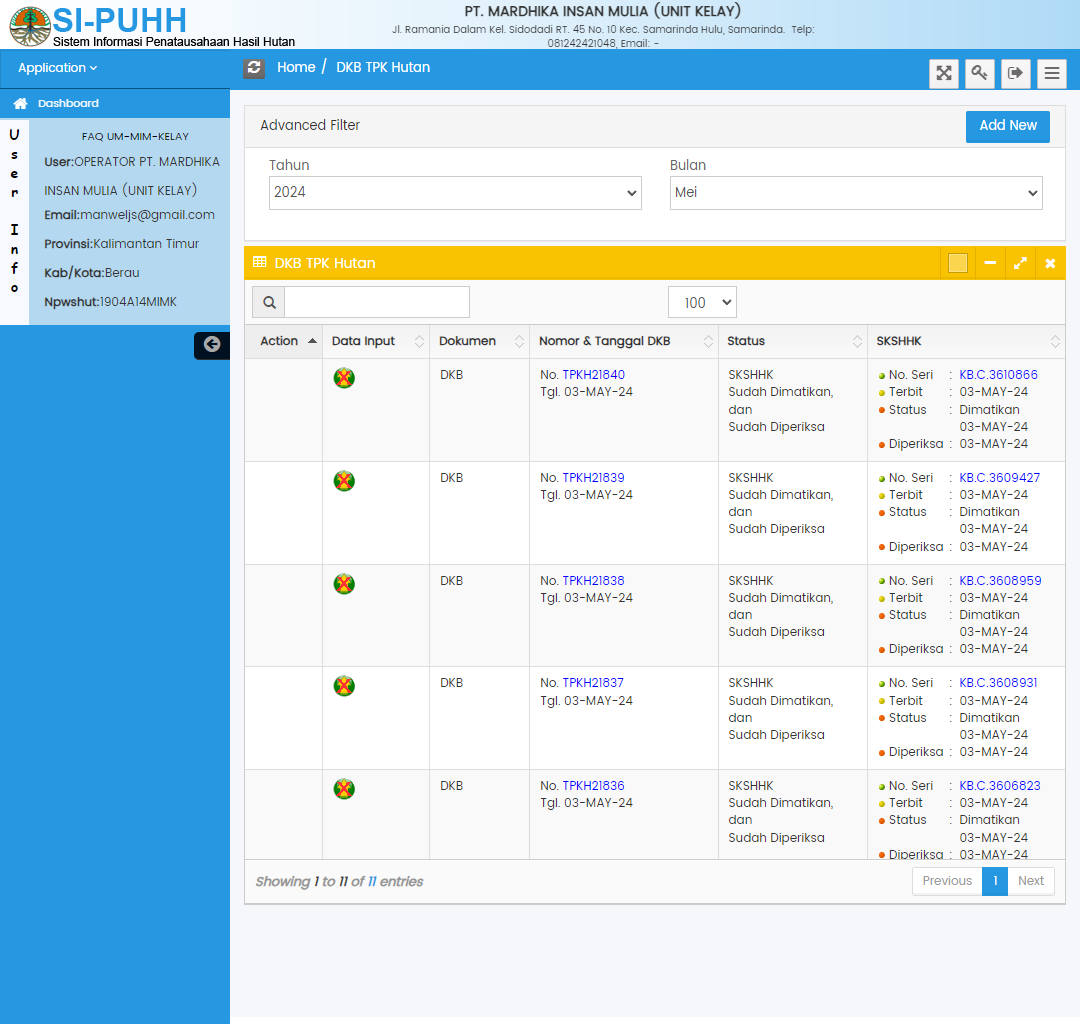 SI-PUHH
Sistem Informasi Penatausahaan Hasil Hutan
PT. MARDHIKA INSAN MULIA (UNIT KELAY)
Jl. Ramania Dalam Kel. Sidodadi RT. 45 No. 10 Kec. Samarinda Hulu, Samarinda. Telp:
081242421048, Email: -
Application
Home / DKB TPK Hutan
Dashboard
User Info
FAQ UM-MIM-KELAY
User:OPERATOR PT. MARDHIKA
INSAN MULIA (UNIT KELAY)
Email:manweljs@gmail.com
Provinsi:Kalimantan Timur
Kab/Kota:Berau
Npwshut:1904A14MIMK
Advanced Filter
Add New
Tahun
2024
Bulan
Mei
DKB TPK Hutan
100
Action Data Input Dokumen Nomor & Tanggal DKB Status SKSHHK
DKB No. TPKH21840 SKSHHK No. Seri : KB.C.3610866
Tgl. 03-MAY-24 Sudah Dimatikan, Terbit : 03-MAY-24
dan Status : Dimatikan
Sudah Diperiksa 03-MAY-24
Diperiksa : 03-MAY-24
DKB No. TPKH21839 SKSHHK No. Seri : KB.C.3609427
Tgl. 03-MAY-24 Sudah Dimatikan, Terbit : 03-MAY-24
dan Status : Dimatikan
Sudah Diperiksa 03-MAY-24
Diperiksa : 03-MAY-24
DKB No. TPKH21838 SKSHHK No. Seri : KB.C.3608959
Tgl. 03-MAY-24 Sudah Dimatikan, Terbit : 03-MAY-24
dan Status : Dimatikan
Sudah Diperiksa 03-MAY-24
Diperiksa : 03-MAY-24
DKB No. TPKH21837 SKSHHK No. Seri : KB.C.3608931
Tgl. 03-MAY-24 Sudah Dimatikan, Terbit : 03-MAY-24
dan Status : Dimatikan
Sudah Diperiksa 03-MAY-24
Diperiksa : 03-MAY-24
DKB No. TPKH21836 SKSHHK No. Seri : KB.C.3606823
Tgl. 03-MAY-24 Sudah Dimatikan, Terbit : 03-MAY-24
dan Status : Dimatikan
Sudah Diperiksa 03-MAY-24
Diperiksa : 03-MAY-24
Showing 1 to 11 of 11 entries
Previous 1 Next